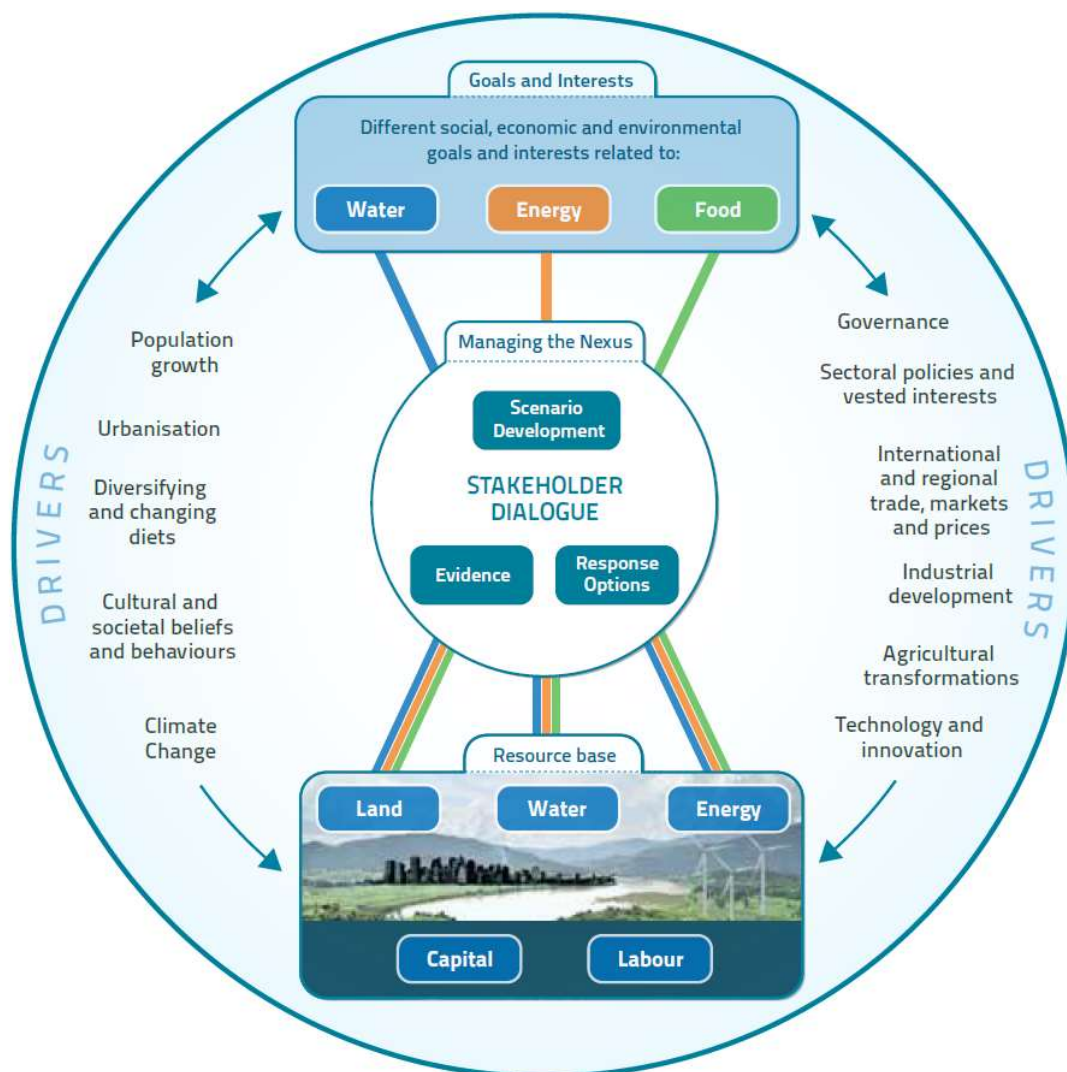 Goals and Interests
Different social, economic and environmental
goals and interests related to:
Water
Energy
Food
Population
growth
Urbanisation
Diversifying
and changing
diets
Cultural and
societal beliefs
and behaviours
Climate
Change
DRIVERS
Managing the Nexus
Scenario
Development
STAKEHOLDER
DIALOGUE
Evidence
Response
Options
Governance
Sectoral policies and
vested interests
International
and regional
trade, markets
and prices
Industrial
development
Agricultural
transformations
Technology and
innovation
DRIVERS
Resource base
Land
Water
Energy
Capital
Labour